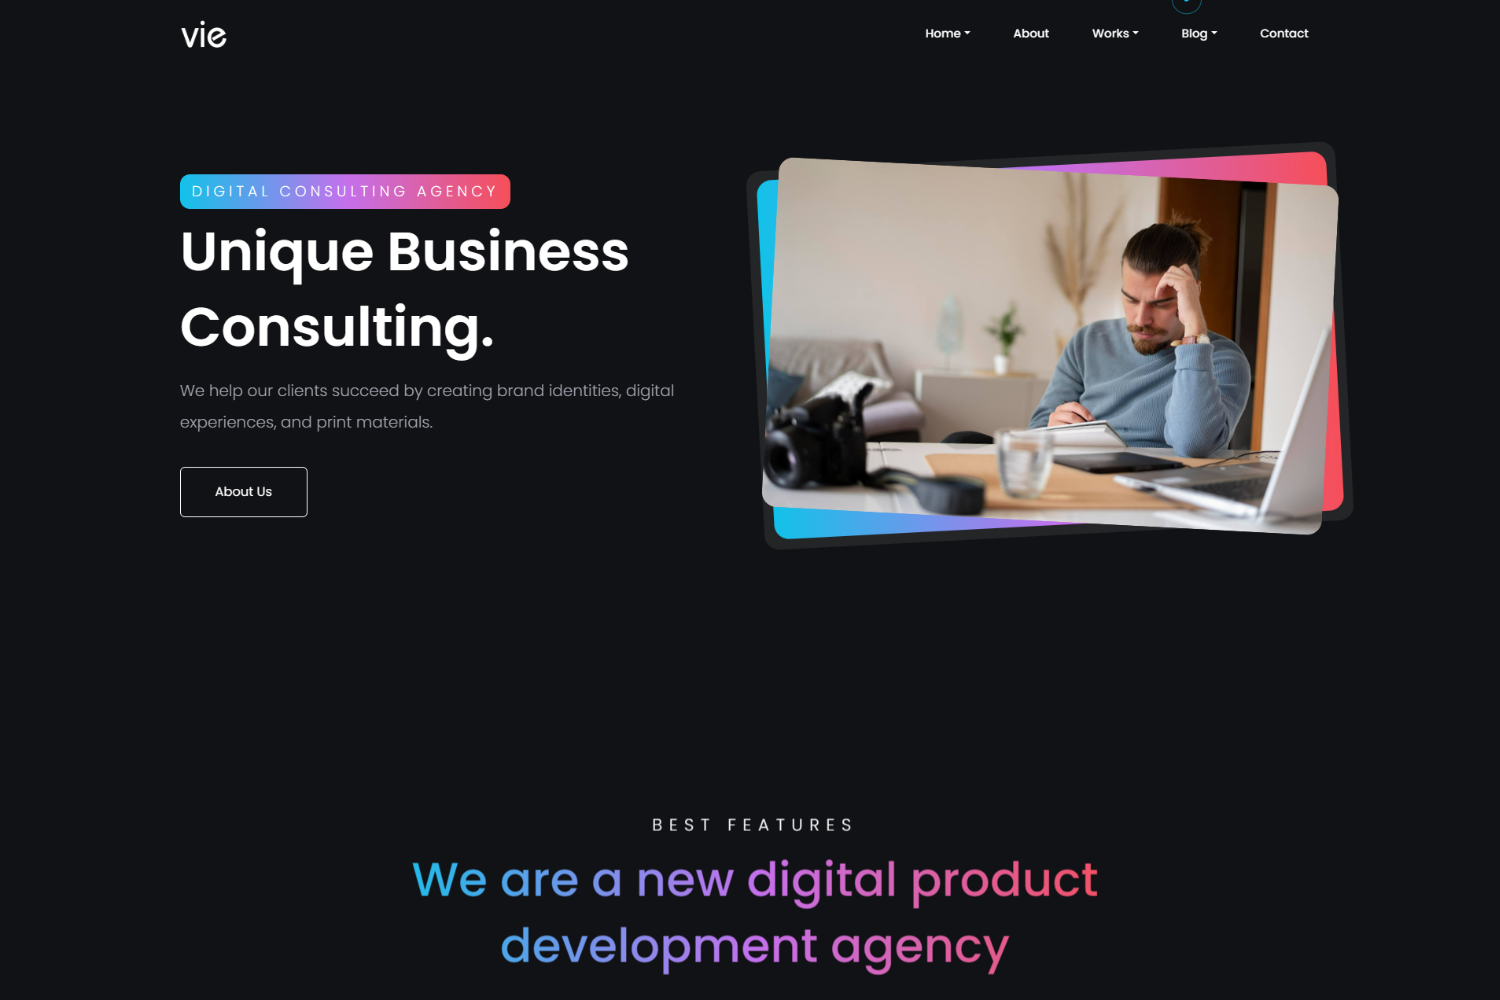 vie
Home
About
Works
Blog
Contact
DIGITAL CONSULTING AGENCY
Unique Business
Consulting.
We help our clients succeed by creating brand identities, digital
experiences, and print materials.
About Us
BEST FEATURES
We are a new digital product
development agency